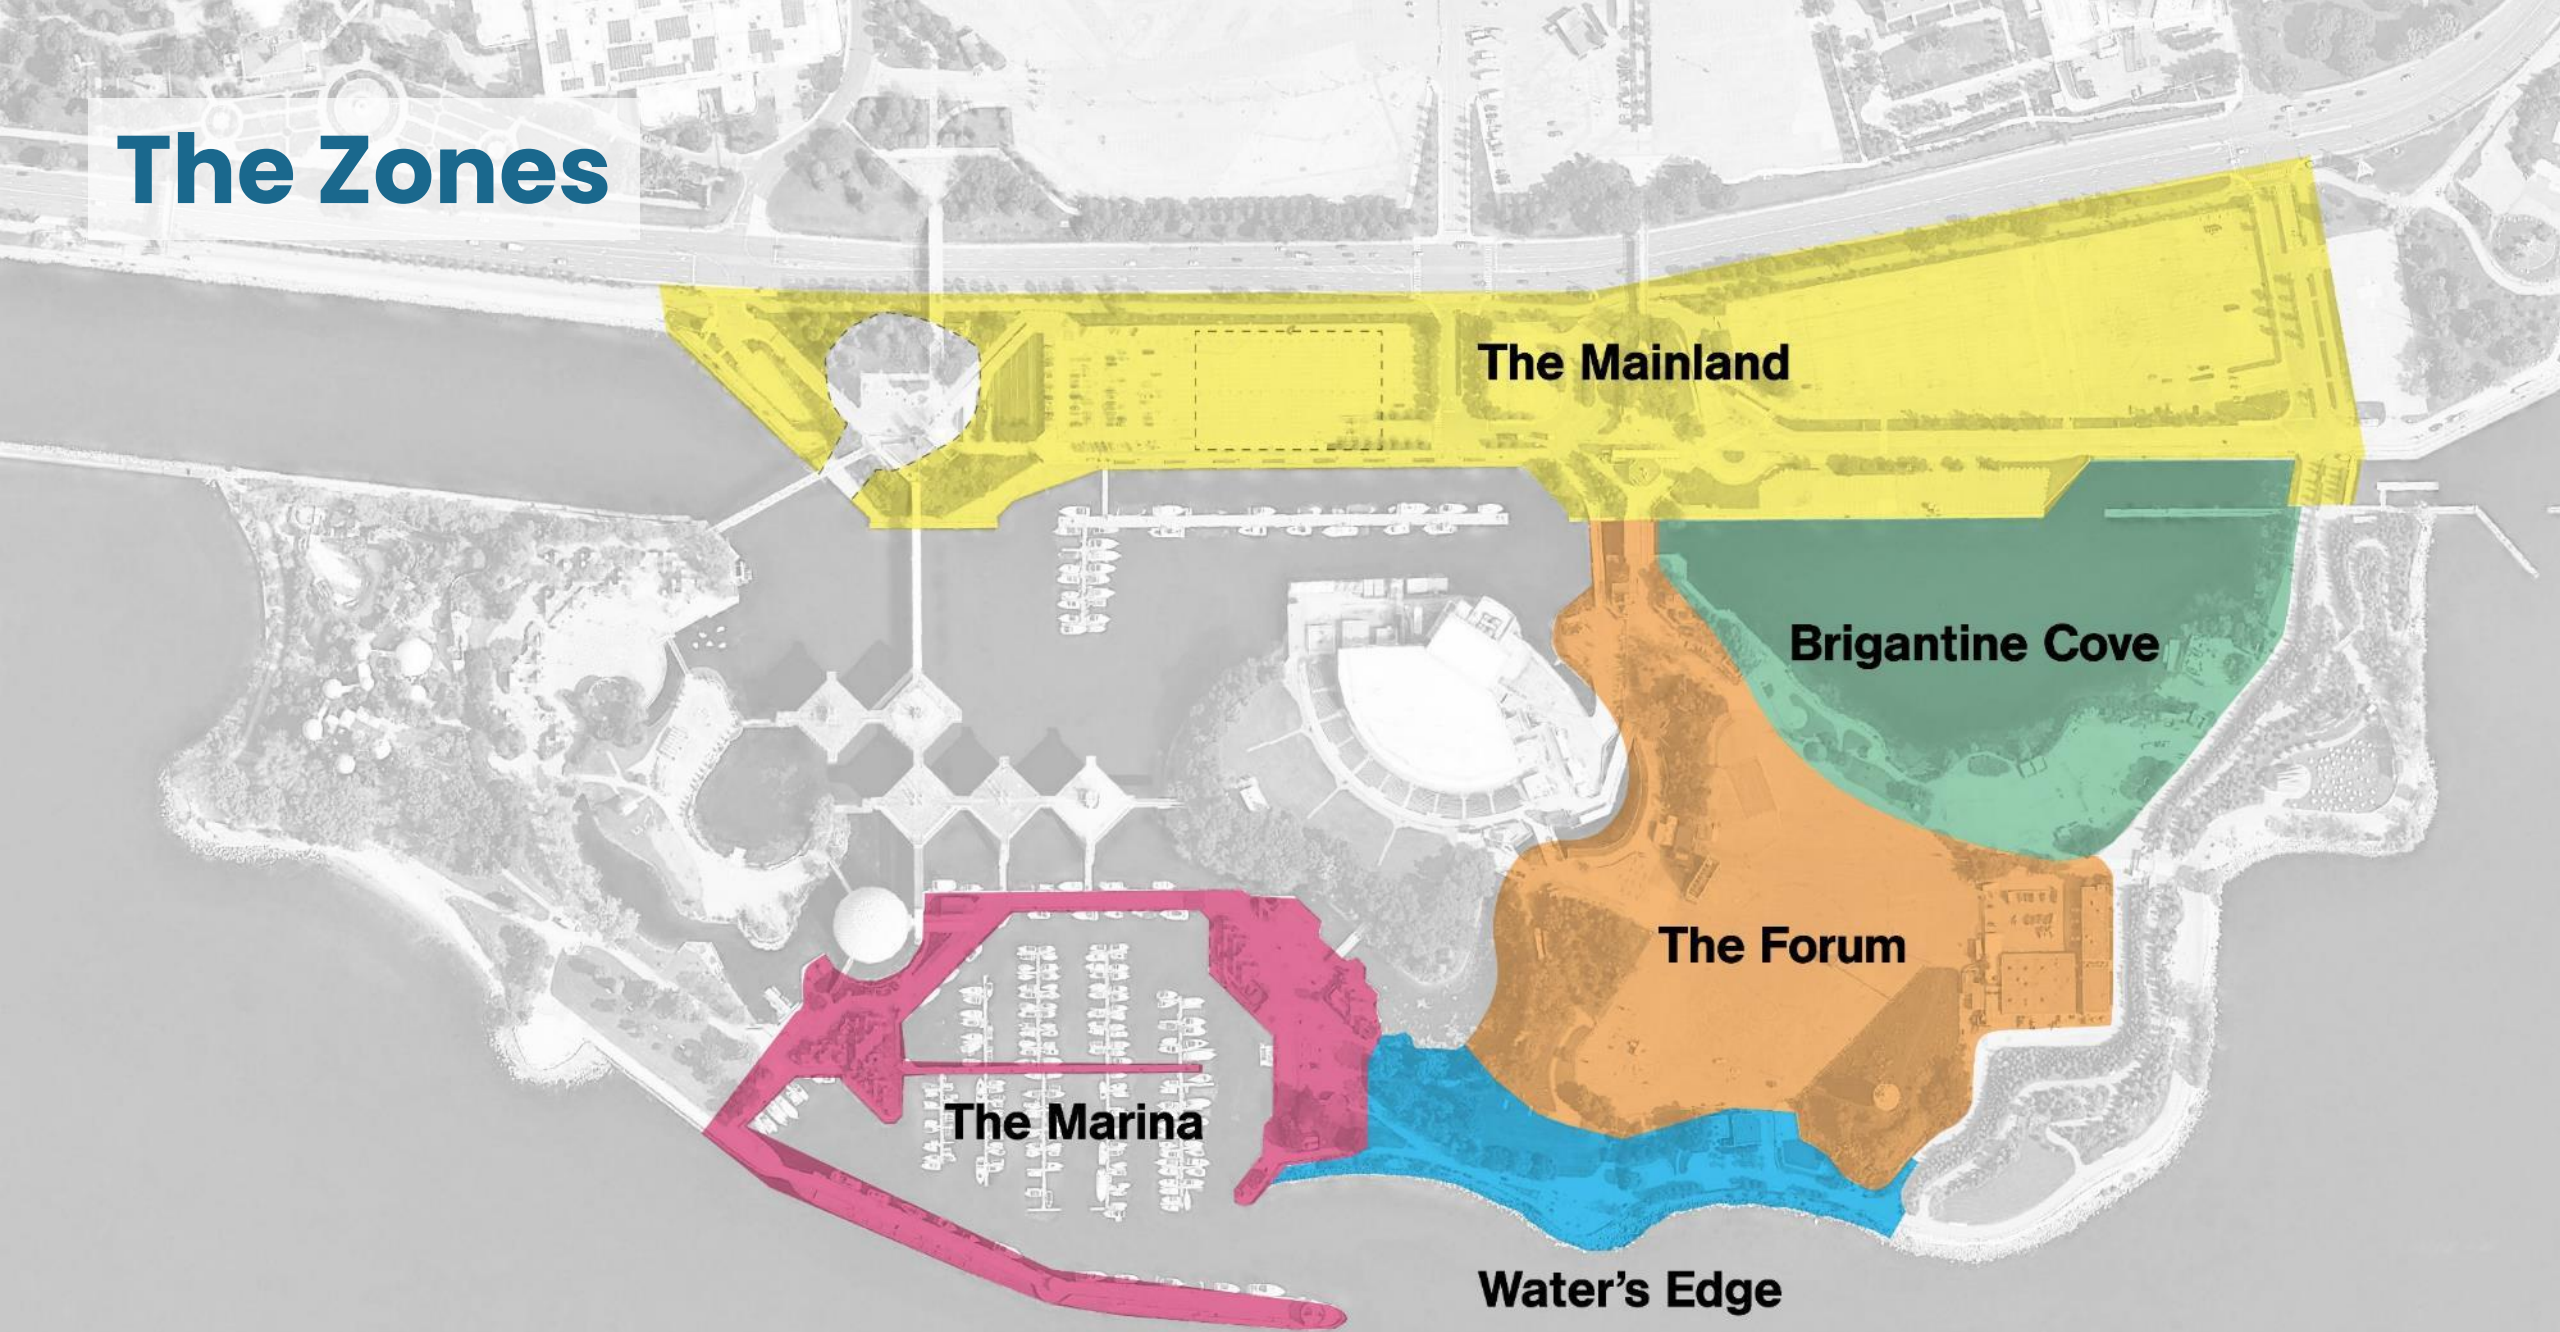 The Zones
The Mainland
Brigantine Cove
The Forum
The Marina
Water's Edge